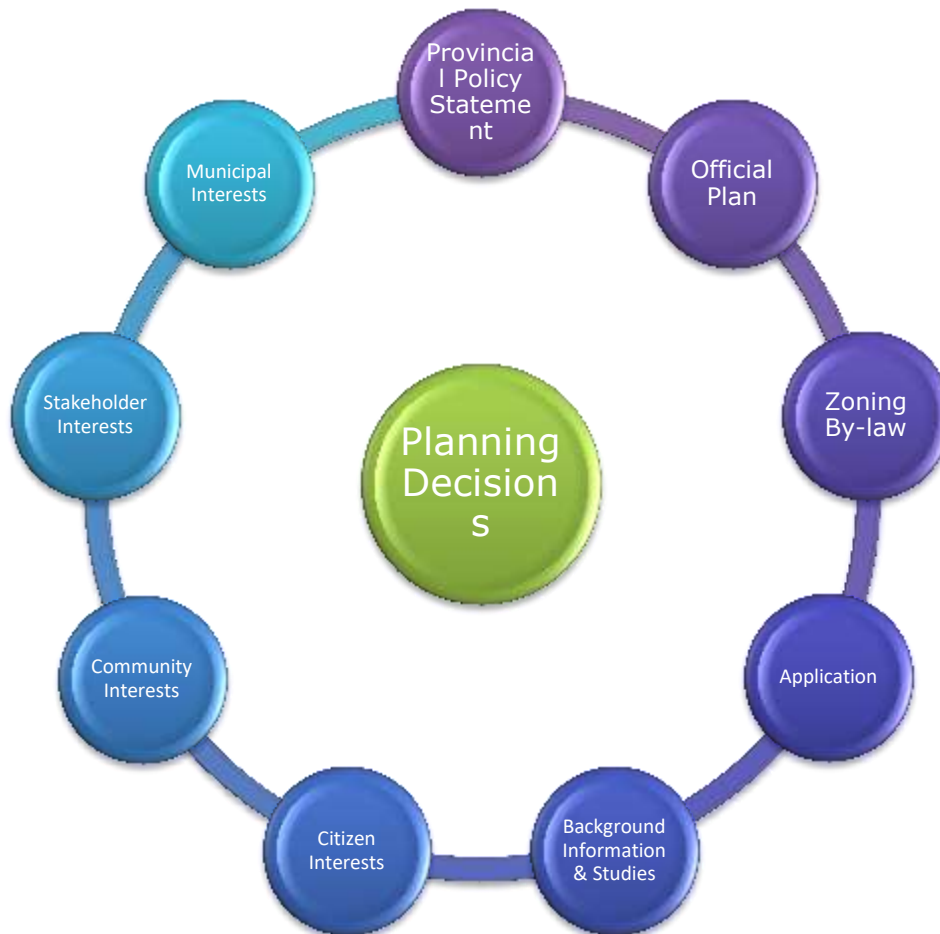 Provincia
l Policy
Stateme
nt
Official
Plan
Zoning
By-law
Application
Background
Information
& Studies
Citizen
Interests
Community
Interests
Stakeholder
Interests
Municipal
Interests
Planning
Decision
s